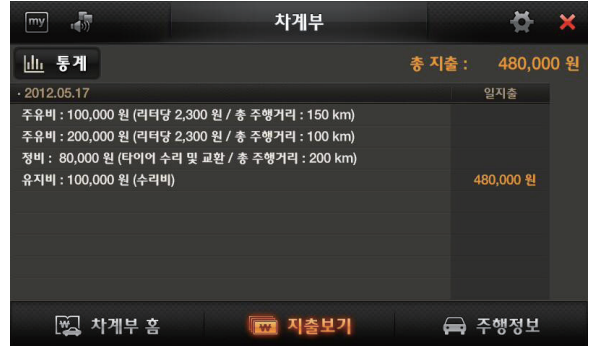 my 차계부
통계 총 지출 : 480,000 원
· 2012.05.17 일지출
주유비 : 100,000 원 (리터당 2,300 원 / 총 주행거리 : 150 km)
주유비 : 200,000 원 (리터당 2,300 원 / 총 주행거리 : 100 km)
정비 : 80,000 원 (타이어 수리 및 교환 / 총 주행거리 : 200 km)
유지비 : 100,000 원 (수리비) 480,000 원
차계부 홈 지출보기 주행정보